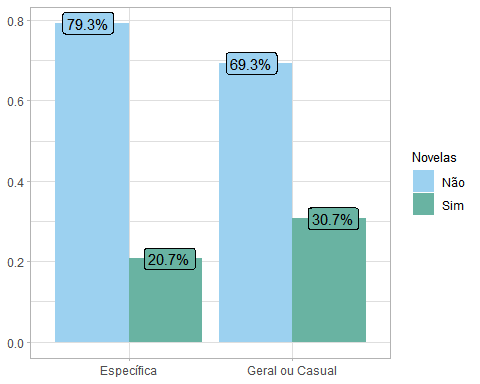 0.8
0.6
0.4
0.2
0.0
79.3%
20.7%
69.3%
30.7%
Específica
Geral ou Casual
Novelas
Não
Sim